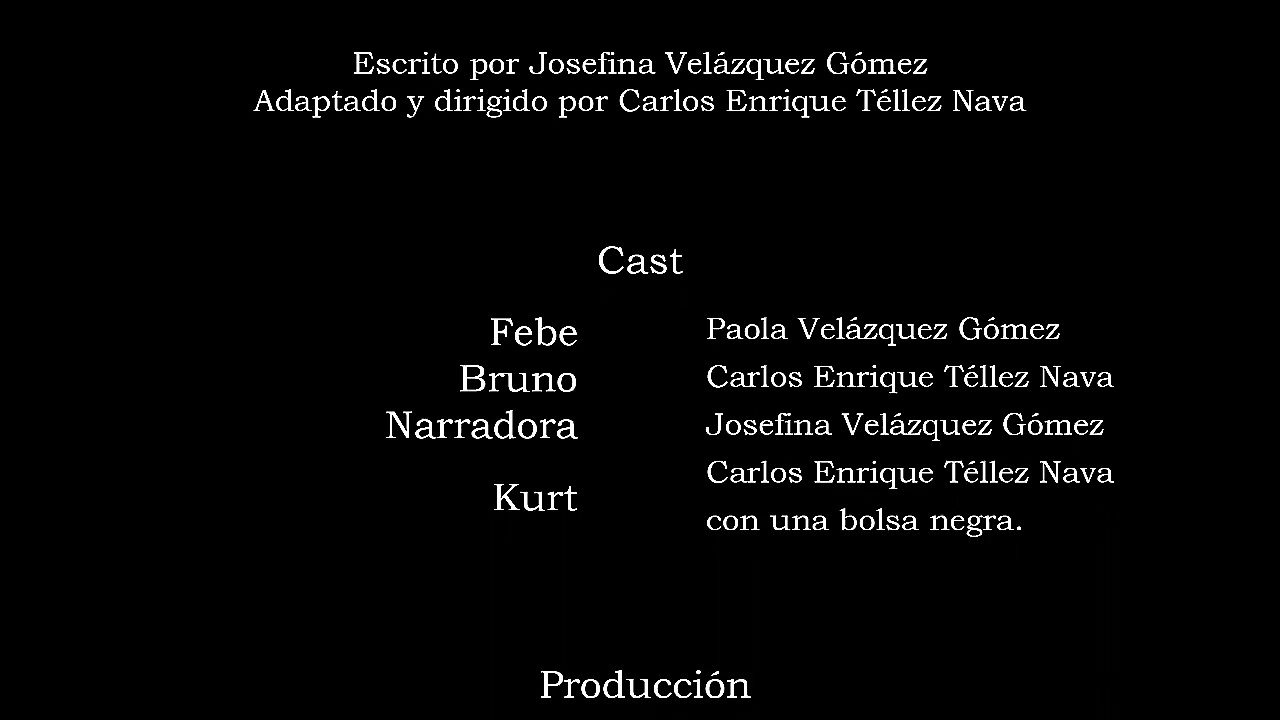 Escrito por Josefina Velázquez Gómez
Adaptado y dirigido por Carlos Enrique Téllez Nava
Cast
Febe Paola Velázquez Gómez
Bruno Carlos Enrique Téllez Nava
Narradora Josefina Velázquez Gómez
Kurt Carlos Enrique Téllez Nava
con una bolsa negra.
Producción